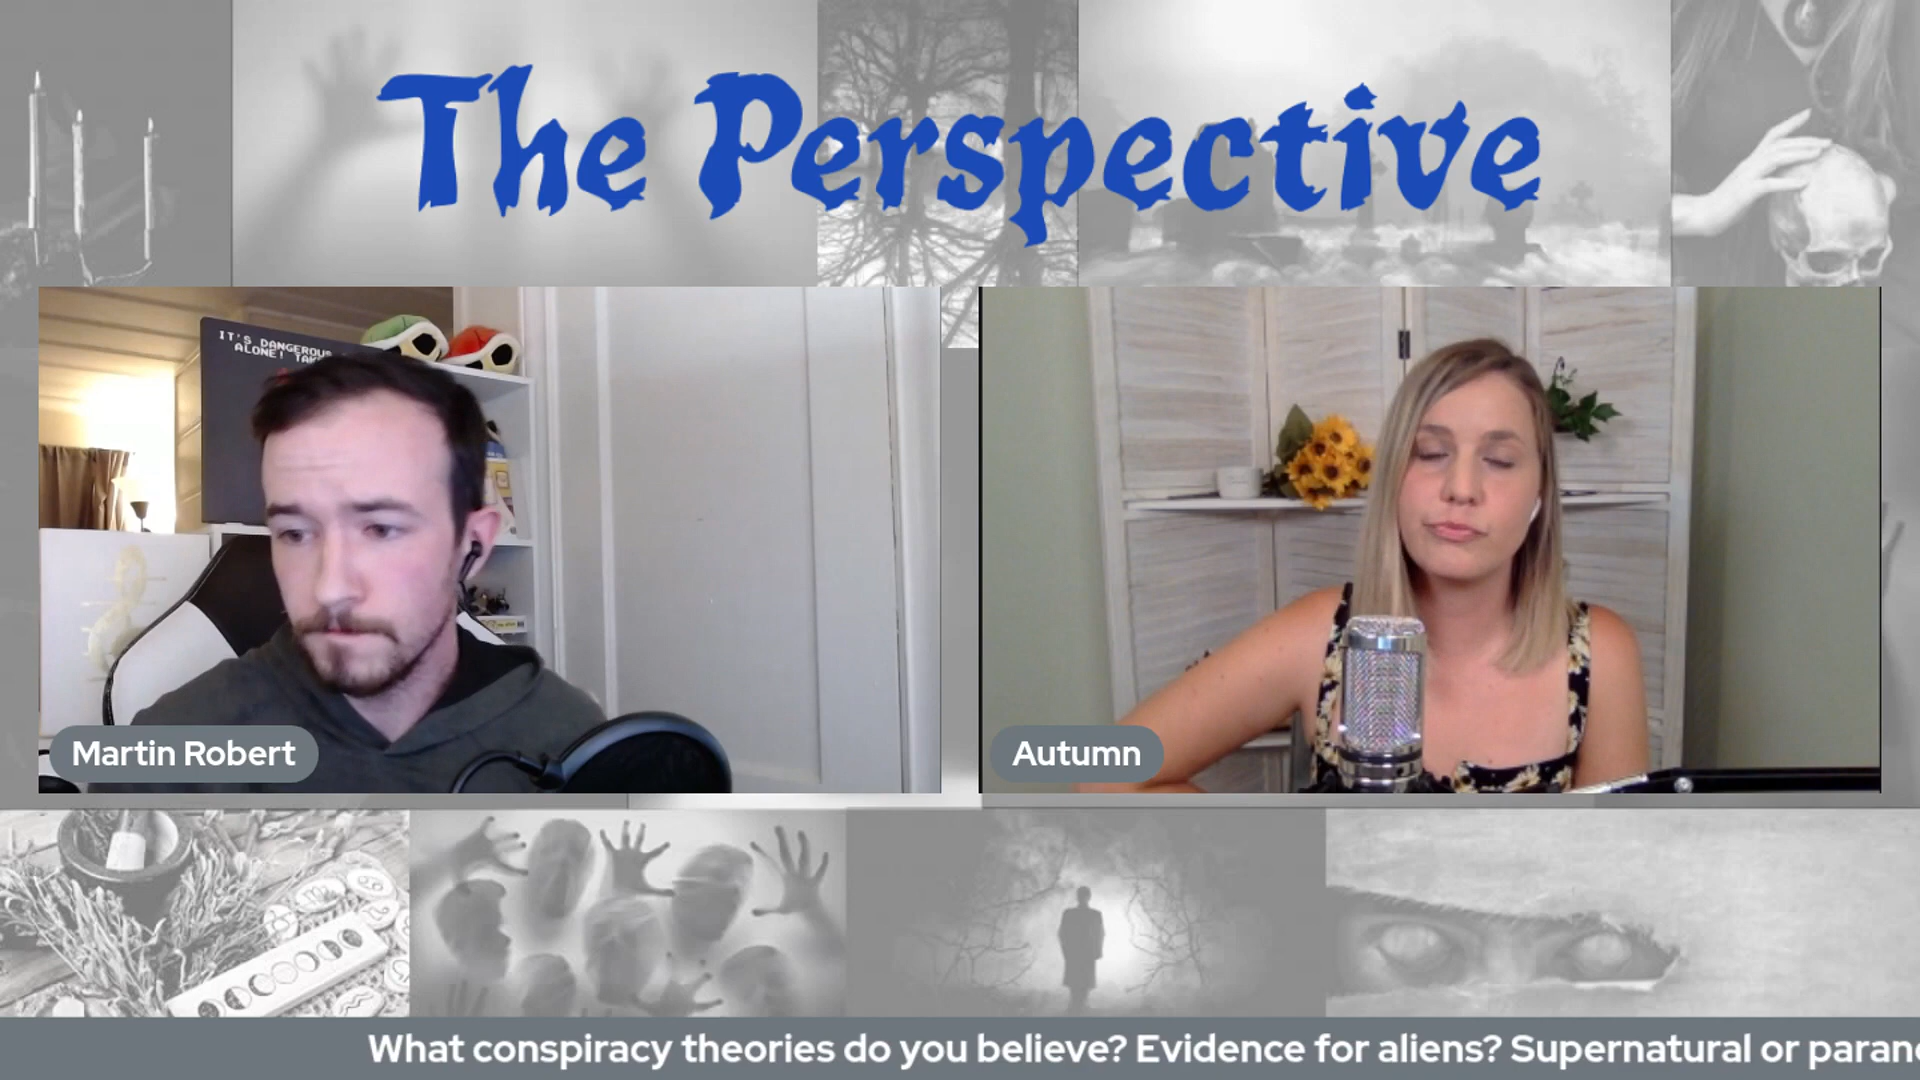 The Perspective
IT'S DANGEROUS
ALONE!
Martin Robert
Autumn
What conspiracy theories do you believe? Evidence for aliens? Supernatural or